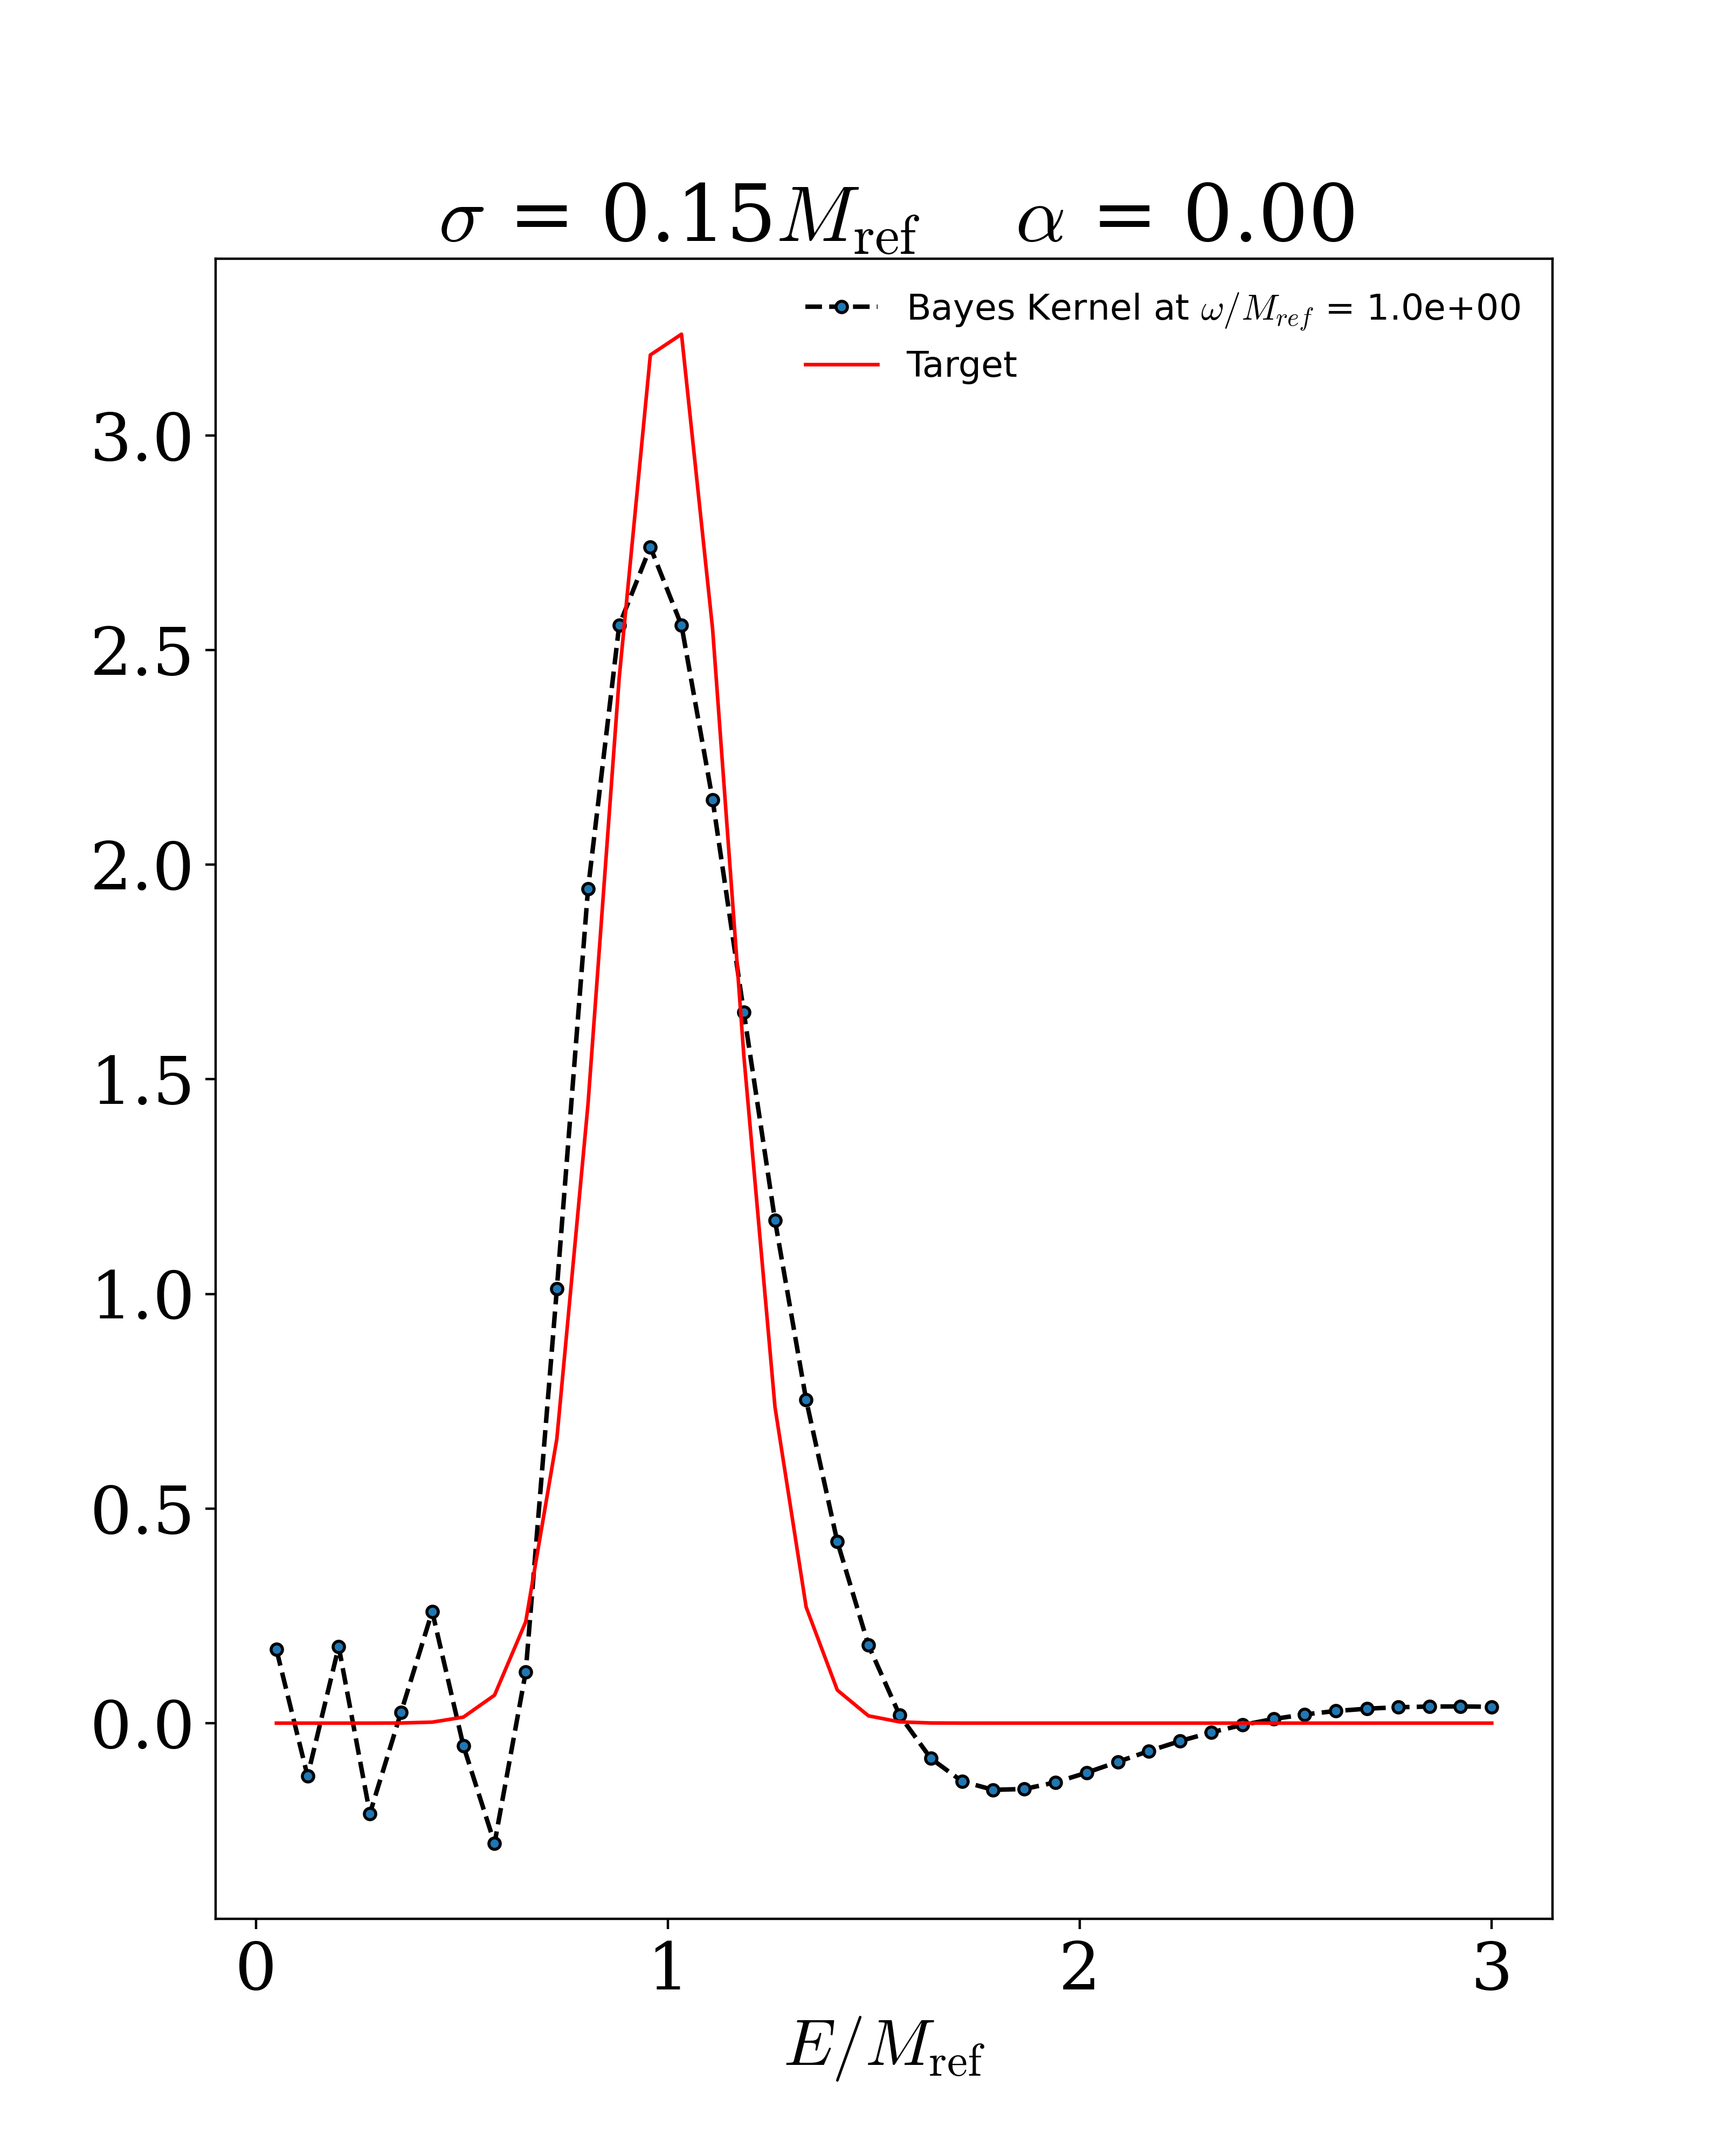 σ = 0.15M_ref α = 0.00
Bayes Kernel at ω/M_ref = 1.0e+00
Target
3.0
2.5
2.0
1.5
1.0
0.5
0.0
0 1 2 3
E/M_ref